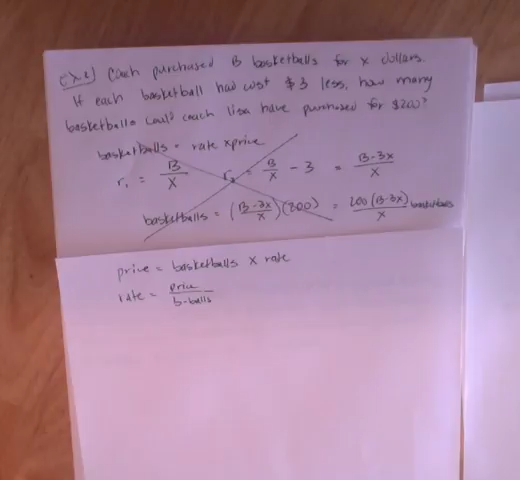 Ex 2) Coach purchased B basketballs for x dollars.
If each basketball had cost $3 less, how many
basketballs could coach lisa have purchased for $200?
basketballs = rate x price
r₁ = B/x r₂ = B/x - 3 = B-3x/x
basketballs = (B-3x/x)(200) = 200(B-3x)/x basketballs
price = basketballs x rate
rate = price/b-balls